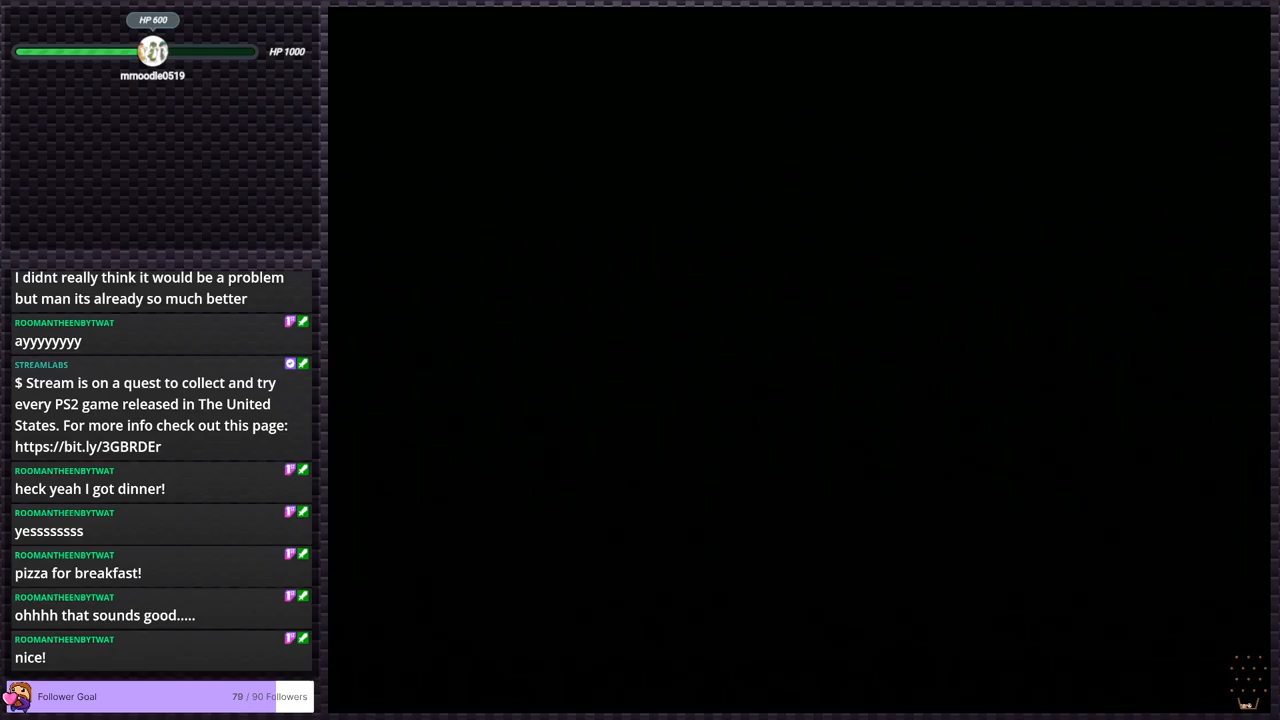 HP 600
HP 1000
mrnoodle0519
I didnt really think it would be a problem
but man its already so much better
ROOMANTHEENBYTWAT
ayyyyyyyy
STREAMLABS
$ Stream is on a quest to collect and try
every PS2 game released in The United
States. For more info check out this page:
https://bit.ly/3GBRDEr
ROOMANTHEENBYTWAT
heck yeah I got dinner!
ROOMANTHEENBYTWAT
yessssssss
ROOMANTHEENBYTWAT
pizza for breakfast!
ROOMANTHEENBYTWAT
ohhhh that sounds good.....
ROOMANTHEENBYTWAT
nice!
Follower Goal 79 / 90 Followers